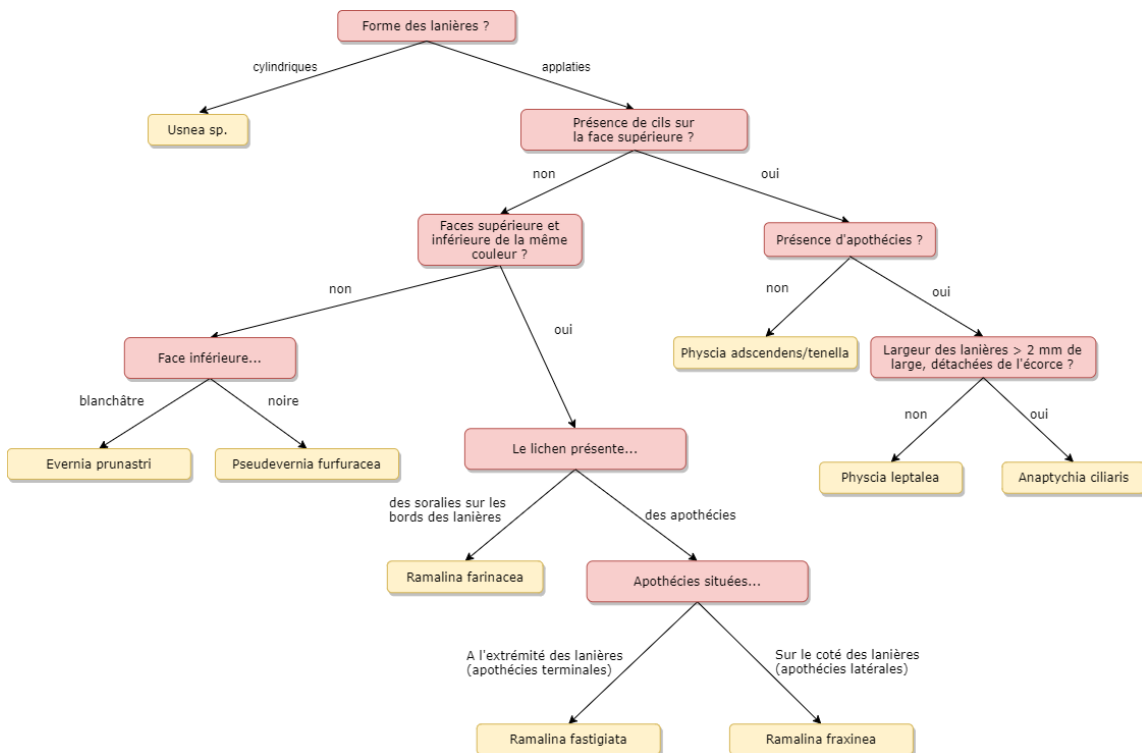 Forme des lanières ?
cylindriques
applaties
Usnea sp.
Présence de cils sur
la face supérieure ?
non
oui
Faces supérieure et
inférieure de la même
couleur ?
Présence d'apothécies ?
non
oui
non
oui
Face inférieure...
Physcia adscendens/tenella
Largeur des lanières > 2 mm de
large, détachées de l'écorce ?
blanchâtre
noire
non
oui
Evernia prunastri
Pseudevernia furfuracea
Le lichen présente...
Physcia leptalea
Anaptychia ciliaris
des soralies sur les
bords des lanières
des apothécies
Ramalina farinacea
Apothécies situées...
A l'extrémité des lanières
(apothécies terminales)
Sur le coté des lanières
(apothécies latérales)
Ramalina fastigiata
Ramalina fraxinea